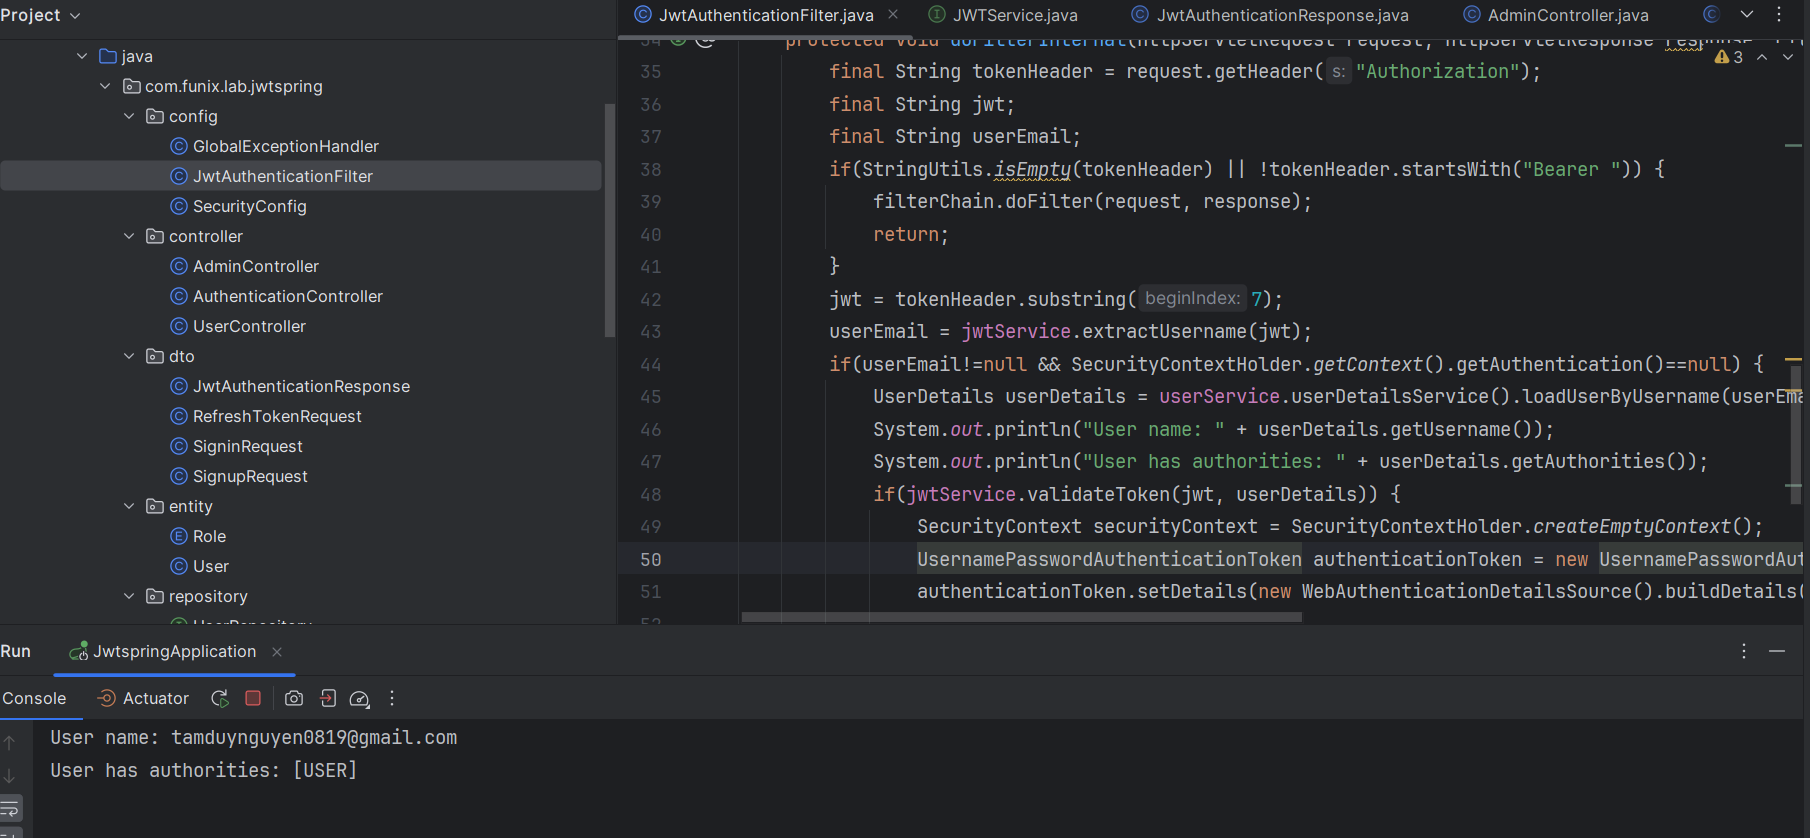 Project
JwtAuthenticationFilter.java
JWTService.java
JwtAuthenticationResponse.java
AdminController.java
java
com.funix.lab.jwtspring
config
GlobalExceptionHandler
JwtAuthenticationFilter
SecurityConfig
controller
AdminController
AuthenticationController
UserController
dto
JwtAuthenticationResponse
RefreshTokenRequest
SigninRequest
SignupRequest
entity
Role
User
repository
UserRepository
34 protected void doFilterInternal(HttpServletRequest request, HttpServletResponse response
3
35 final String tokenHeader = request.getHeader( s: "Authorization");
36 final String jwt;
37 final String userEmail;
38 if(StringUtils.isEmpty(tokenHeader) || !tokenHeader.startsWith("Bearer ")) {
39 filterChain.doFilter(request, response);
40 return;
41 }
42 jwt = tokenHeader.substring( beginIndex: 7);
43 userEmail = jwtService.extractUsername(jwt);
44 if(userEmail!=null && SecurityContextHolder.getContext().getAuthentication()==null) {
45 UserDetails userDetails = userService.userDetailsService().loadUserByUsername(userEma
46 System.out.println("User name: " + userDetails.getUsername());
47 System.out.println("User has authorities: " + userDetails.getAuthorities());
48 if(jwtService.validateToken(jwt, userDetails)) {
49 SecurityContext securityContext = SecurityContextHolder.createEmptyContext();
50 UsernamePasswordAuthenticationToken authenticationToken = new UsernamePasswordAut
51 authenticationToken.setDetails(new WebAuthenticationDetailsSource().buildDetails(
52
Run
JwtspringApplication
Console
Actuator
User name: tamduynguyen0819@gmail.com
User has authorities: [USER]